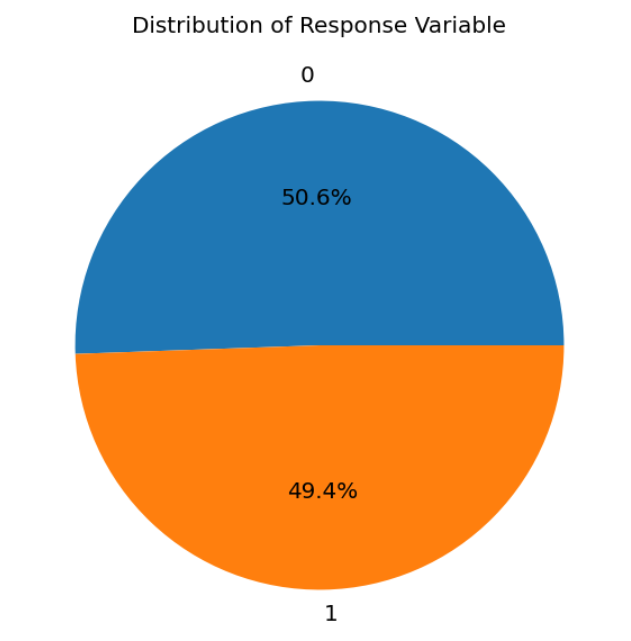 Distribution of Response Variable
0
50.6%
49.4%
1